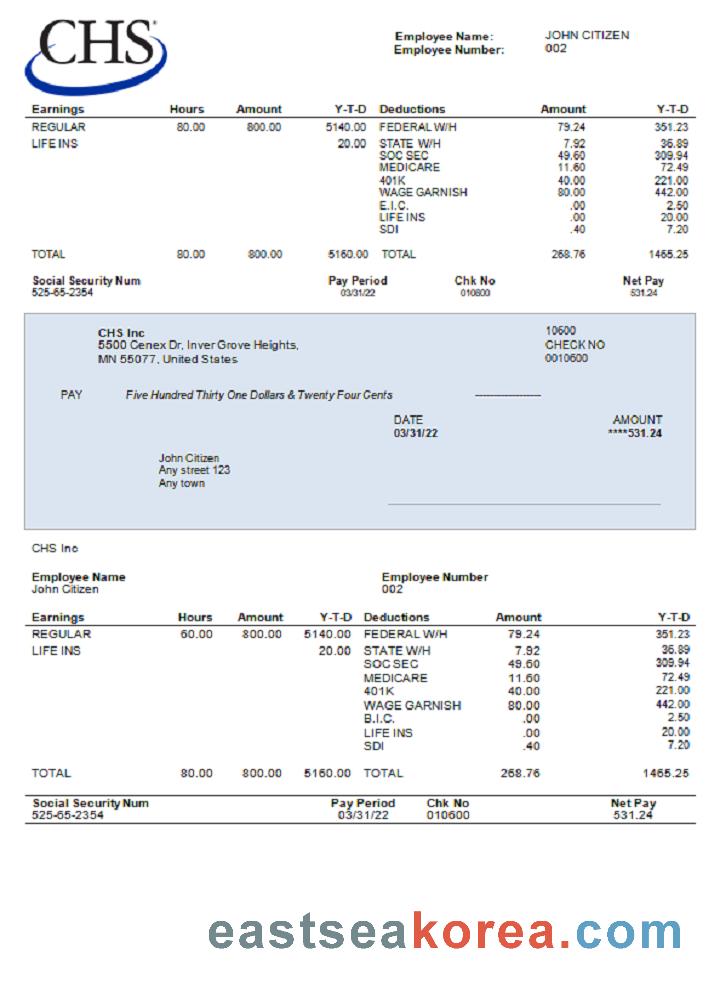 CHS
Employee Name: JOHN CITIZEN
Employee Number: 002
Earnings Hours Amount Y-T-D Deductions Amount Y-T-D
REGULAR 80.00 800.00 5140.00 FEDERAL W/H 79.24 351.23
LIFE INS 20.00 STATE W/H 7.92 36.89
SOC SEC 49.60 309.94
MEDICARE 11.60 72.49
401K 40.00 221.00
WAGE GARNISH 80.00 442.00
E.I.C. .00 2.50
LIFE INS .00 20.00
SDI .40 7.20
TOTAL 80.00 800.00 5160.00 TOTAL 268.76 1465.25
Social Security Num Pay Period Chk No Net Pay
525-65-2354 03/31/22 010600 531.24
CHS Inc 10600
5500 Cenex Dr, Inver Grove Heights, CHECK NO
MN 55077, United States 0010600
PAY Five Hundred Thirty One Dollars & Twenty Four Cents --------------------
DATE AMOUNT
03/31/22 ****531.24
John Citizen
Any street 123
Any town
CHS Inc
Employee Name Employee Number
John Citizen 002
Earnings Hours Amount Y-T-D Deductions Amount Y-T-D
REGULAR 60.00 800.00 5140.00 FEDERAL W/H 79.24 351.23
LIFE INS 20.00 STATE W/H 7.92 36.89
SOC SEC 49.60 309.94
MEDICARE 11.60 72.49
401K 40.00 221.00
WAGE GARNISH 80.00 442.00
B.I.C. .00 2.50
LIFE INS .00 20.00
SDI .40 7.20
TOTAL 80.00 800.00 5160.00 TOTAL 268.76 1465.25
Social Security Num Pay Period Chk No Net Pay
525-65-2354 03/31/22 010600 531.24
eastseakorea.com